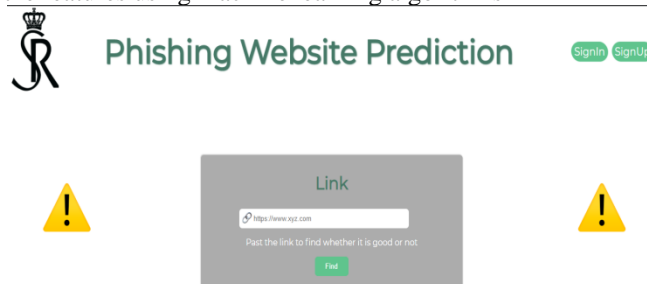 Phishing Website Prediction
SignIn SignUp
Link
https://www.xyz.com
Past the link to find whether it is good or not
Find